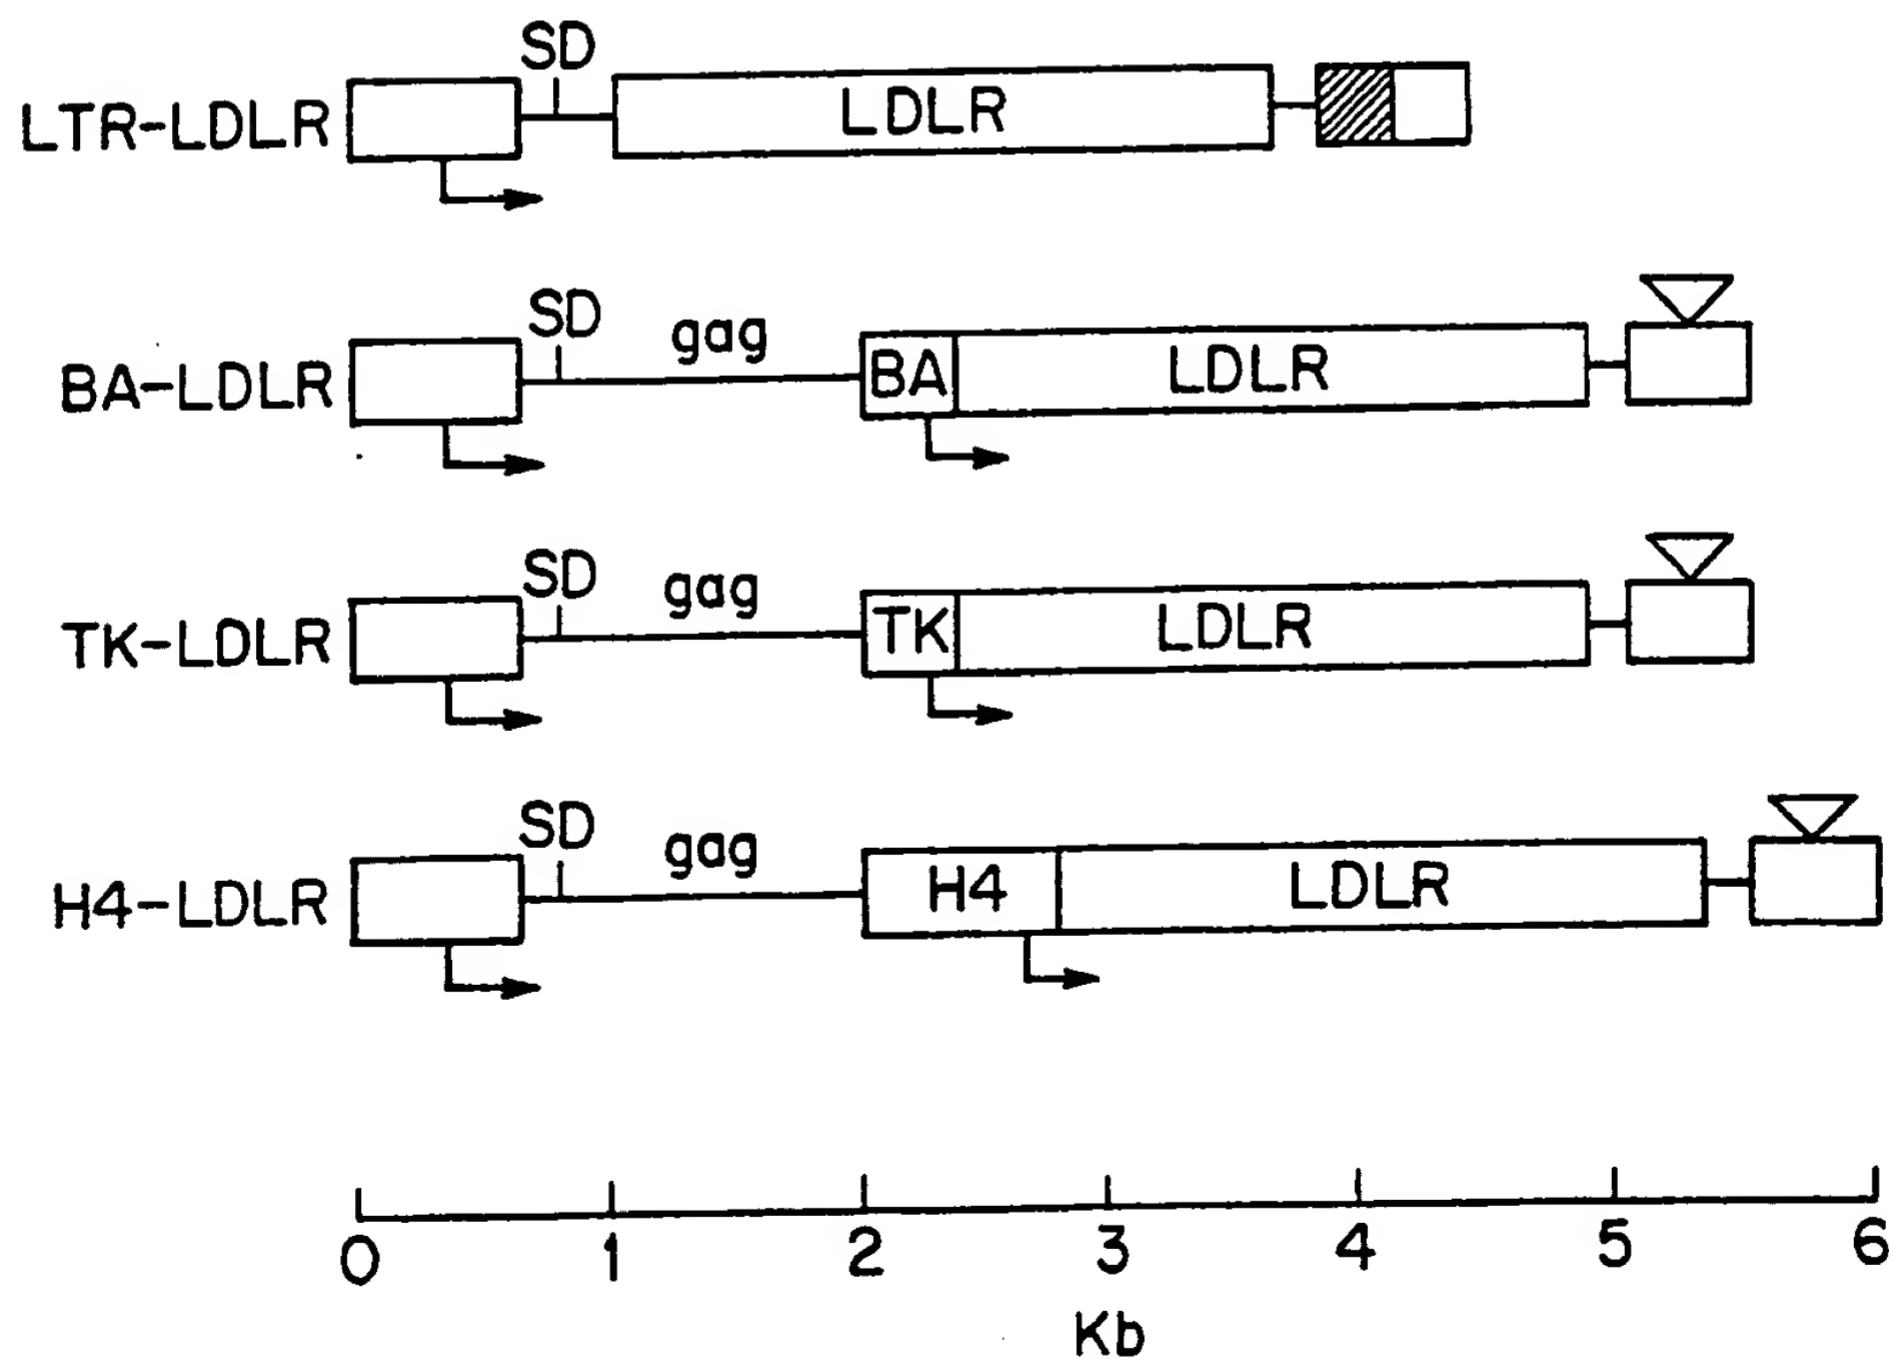 SD
LTR-LDLR LDLR
SD gag
BA-LDLR BA LDLR
SD gag
TK-LDLR TK LDLR
SD gag
H4-LDLR H4 LDLR
0 1 2 3 4 5 6
Kb